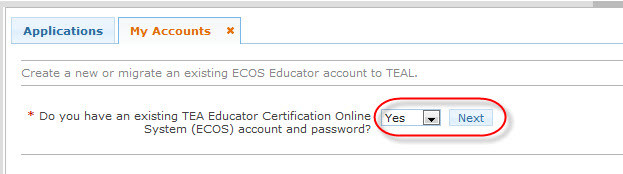 Applications My Accounts ✖
Create a new or migrate an existing ECOS Educator account to TEAL.
* Do you have an existing TEA Educator Certification Online Yes Next
System (ECOS) account and password?